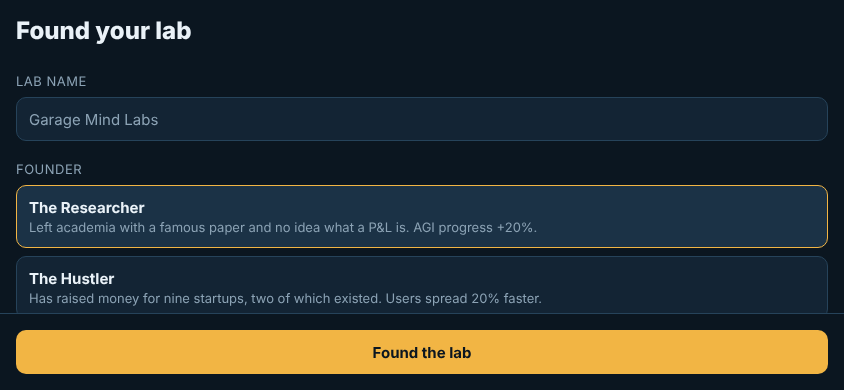 Found your lab
LAB NAME
Garage Mind Labs
FOUNDER
The Researcher
Left academia with a famous paper and no idea what a P&L is. AGI progress +20%.
The Hustler
Has raised money for nine startups, two of which existed. Users spread 20% faster.
Found the lab